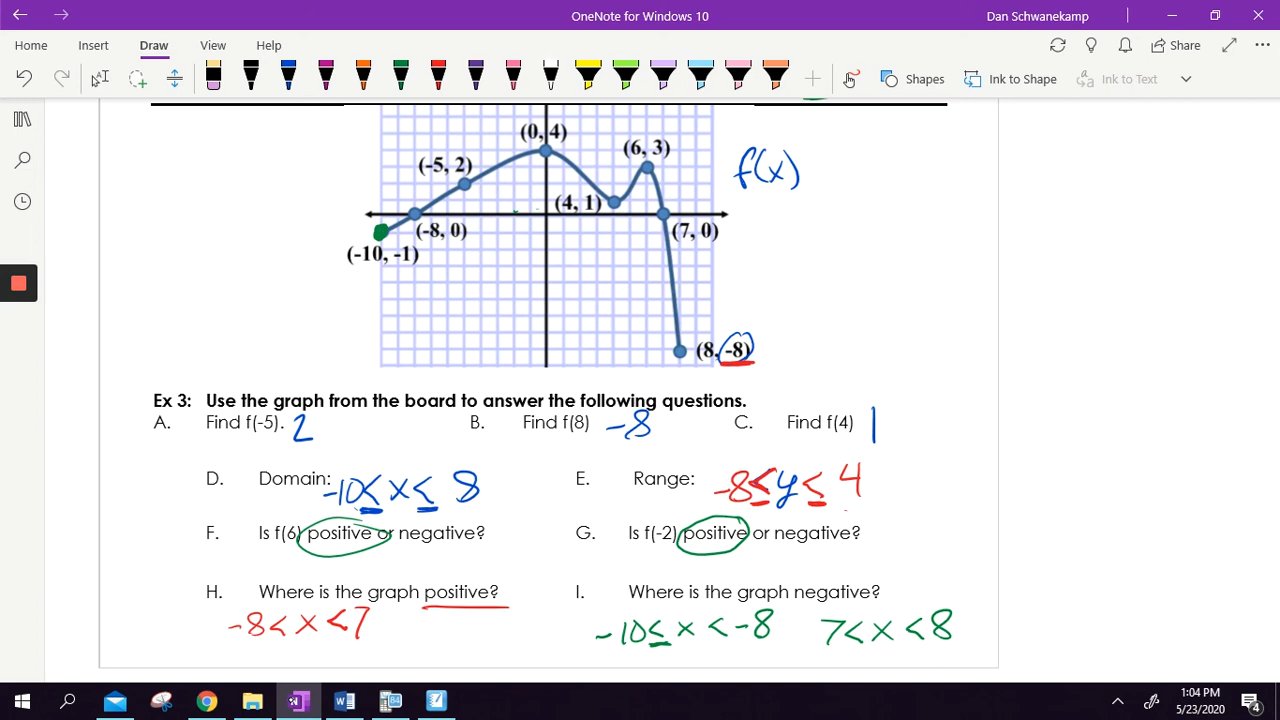 OneNote for Windows 10
Dan Schwanekamp
Home Insert Draw View Help
Share
Shapes Ink to Shape Ink to Text
(0, 4)
(6, 3)
f(x)
(-5, 2)
(4, 1)
(-8, 0)
(7, 0)
(-10, -1)
(8, -8)
Ex 3: Use the graph from the board to answer the following questions.
A. Find f(-5). 2 B. Find f(8) -8 C. Find f(4) 1
D. Domain: -10 ≤ x ≤ 8 E. Range: -8 ≤ y ≤ 4
F. Is f(6) positive or negative? G. Is f(-2) positive or negative?
H. Where is the graph positive? I. Where is the graph negative?
-8 < x < 7 -10 ≤ x < -8 7 < x < 8
1:04 PM
5/23/2020
4